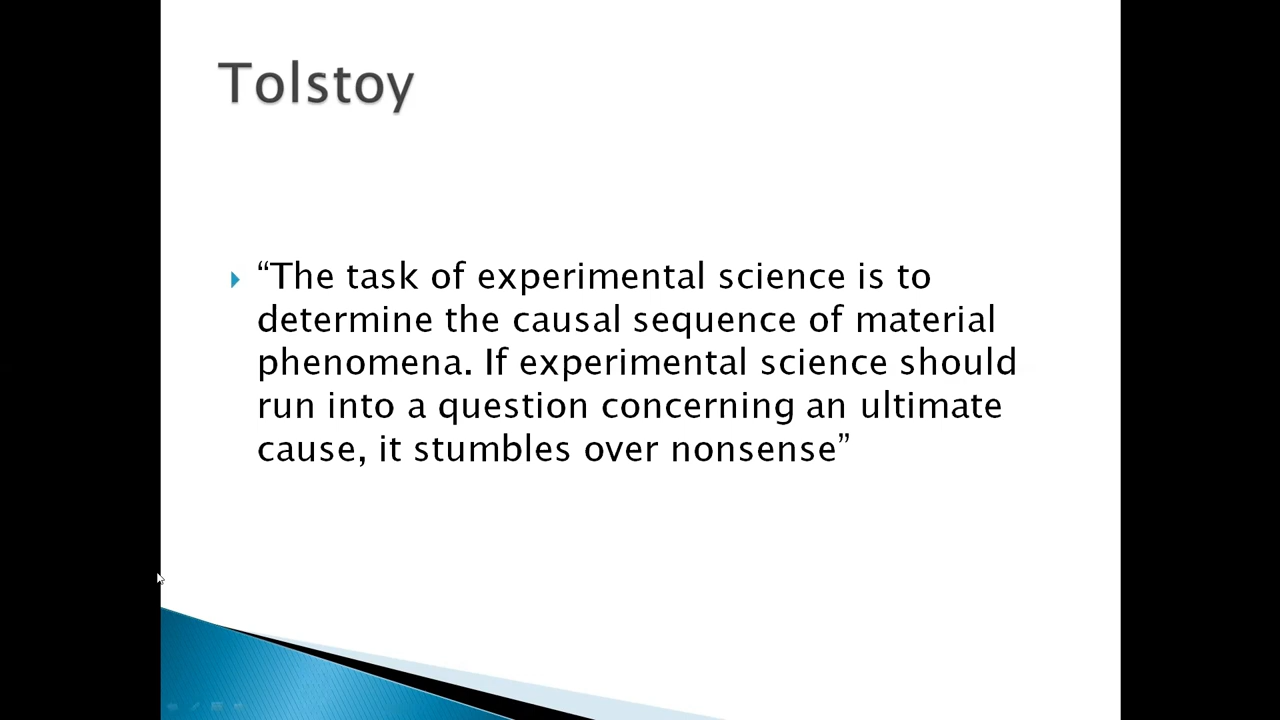 Tolstoy
“The task of experimental science is to
determine the causal sequence of material
phenomena. If experimental science should
run into a question concerning an ultimate
cause, it stumbles over nonsense”